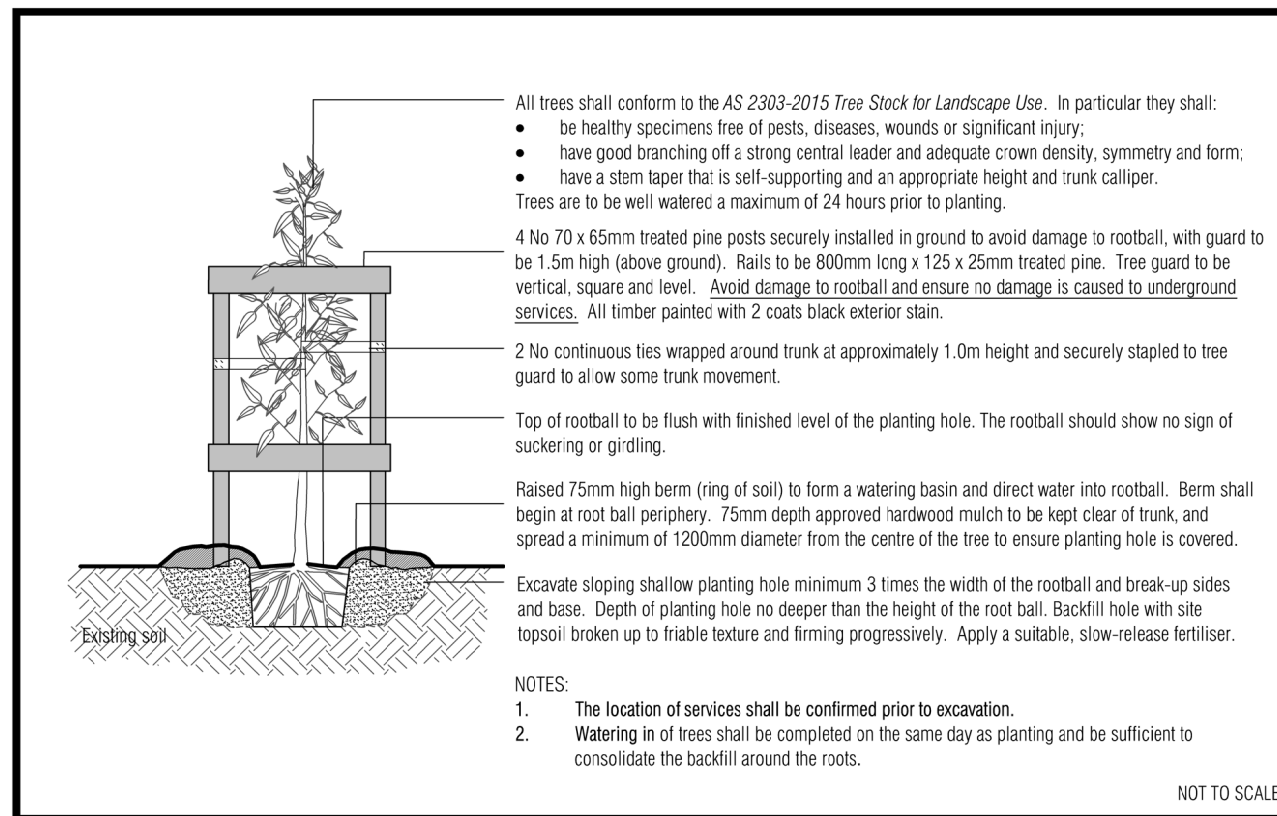 All trees shall conform to the AS 2303-2015 Tree Stock for Landscape Use. In particular they shall:
● be healthy specimens free of pests, diseases, wounds or significant injury;
● have good branching off a strong central leader and adequate crown density, symmetry and form;
● have a stem taper that is self-supporting and an appropriate height and trunk calliper.
Trees are to be well watered a maximum of 24 hours prior to planting.
4 No 70 x 65mm treated pine posts securely installed in ground to avoid damage to rootball, with guard to
be 1.5m high (above ground). Rails to be 800mm long x 125 x 25mm treated pine. Tree guard to be
vertical, square and level. Avoid damage to rootball and ensure no damage is caused to underground
services. All timber painted with 2 coats black exterior stain.
2 No continuous ties wrapped around trunk at approximately 1.0m height and securely stapled to tree
guard to allow some trunk movement.
Top of rootball to be flush with finished level of the planting hole. The rootball should show no sign of
suckering or girdling.
Raised 75mm high berm (ring of soil) to form a watering basin and direct water into rootball. Berm shall
begin at root ball periphery. 75mm depth approved hardwood mulch to be kept clear of trunk, and
spread a minimum of 1200mm diameter from the centre of the tree to ensure planting hole is covered.
Excavate sloping shallow planting hole minimum 3 times the width of the rootball and break-up sides
and base. Depth of planting hole no deeper than the height of the root ball. Backfill hole with site
topsoil broken up to friable texture and firming progressively. Apply a suitable, slow-release fertiliser.
Existing soil
NOTES:
1. The location of services shall be confirmed prior to excavation.
2. Watering in of trees shall be completed on the same day as planting and be sufficient to
consolidate the backfill around the roots.
NOT TO SCALE